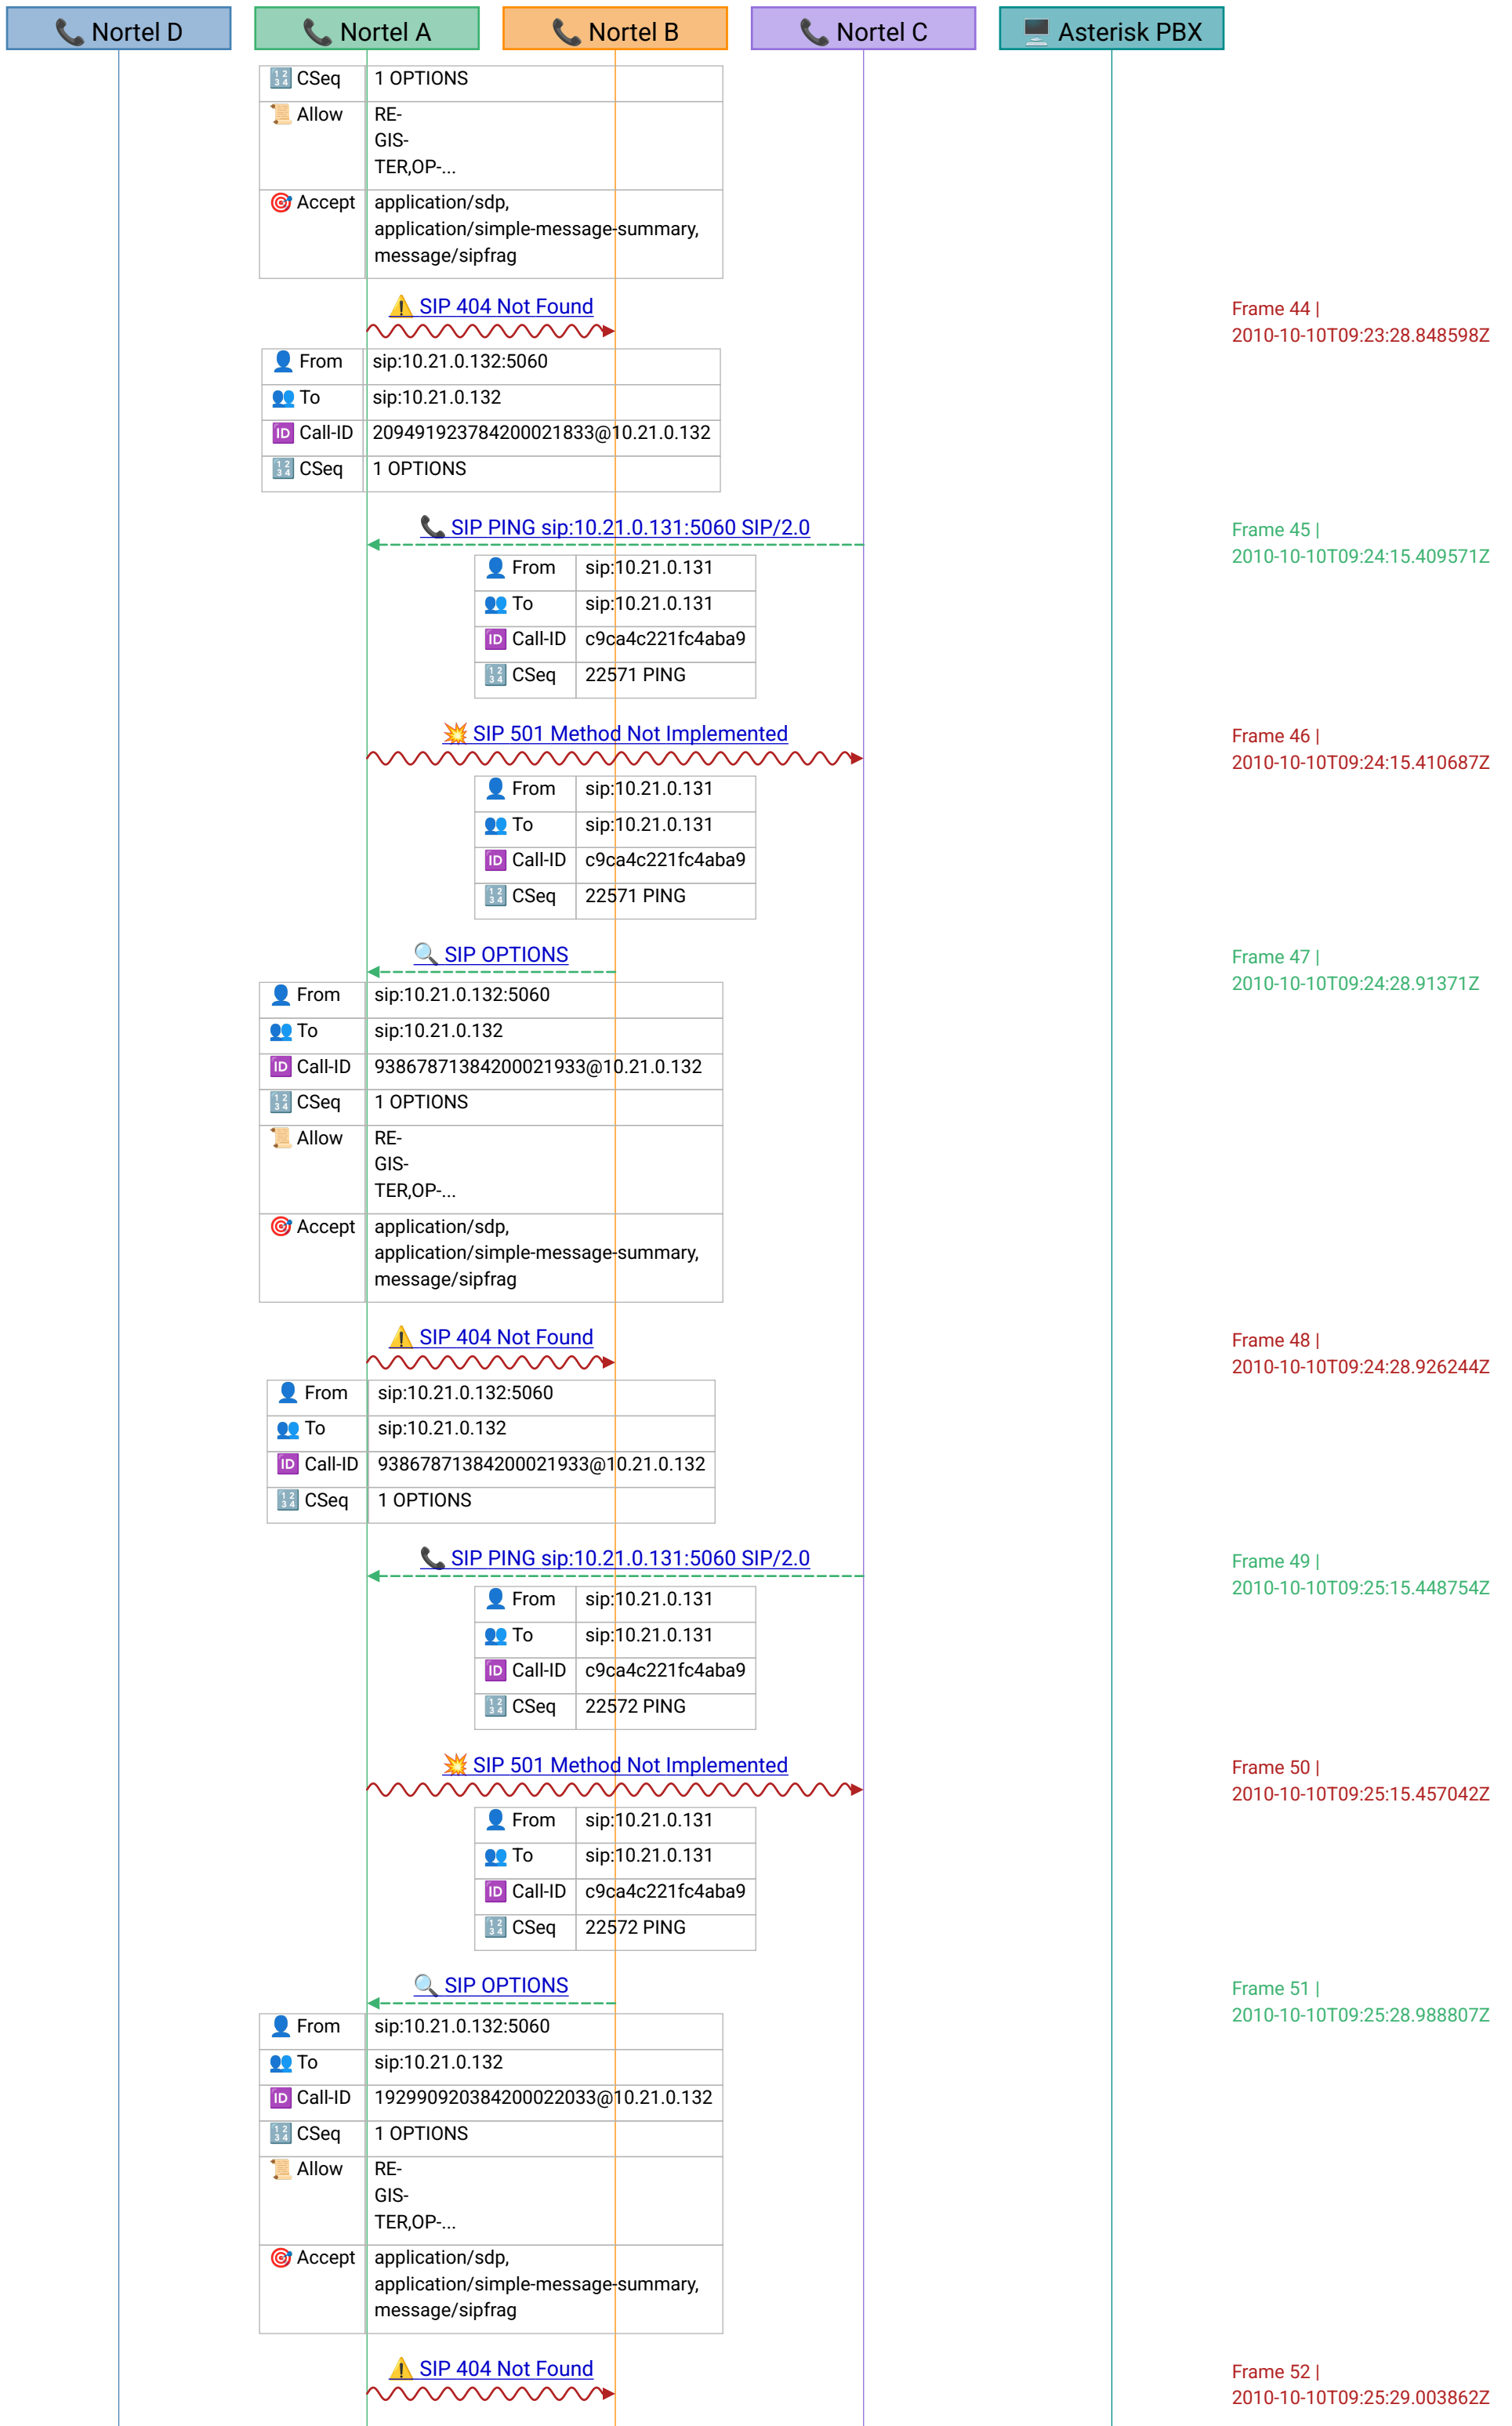 📞 Nortel D
📞 Nortel A
📞 Nortel B
📞 Nortel C
🖥️ Asterisk PBX
🔢 CSeq 1 OPTIONS
📜 Allow RE-
GIS-
TER,OP-...
🎯 Accept application/sdp,
application/simple-message-summary,
message/sipfrag
⚠️ SIP 404 Not Found
Frame 44 |
2010-10-10T09:23:28.848598Z
👤 From sip:10.21.0.132:5060
👥 To sip:10.21.0.132
🆔 Call-ID 209491923784200021833@10.21.0.132
🔢 CSeq 1 OPTIONS
📞 SIP PING sip:10.21.0.131:5060 SIP/2.0
Frame 45 |
2010-10-10T09:24:15.409571Z
👤 From sip:10.21.0.131
👥 To sip:10.21.0.131
🆔 Call-ID c9ca4c221fc4aba9
🔢 CSeq 22571 PING
💥 SIP 501 Method Not Implemented
Frame 46 |
2010-10-10T09:24:15.410687Z
👤 From sip:10.21.0.131
👥 To sip:10.21.0.131
🆔 Call-ID c9ca4c221fc4aba9
🔢 CSeq 22571 PING
🔍 SIP OPTIONS
Frame 47 |
2010-10-10T09:24:28.91371Z
👤 From sip:10.21.0.132:5060
👥 To sip:10.21.0.132
🆔 Call-ID 93867871384200021933@10.21.0.132
🔢 CSeq 1 OPTIONS
📜 Allow RE-
GIS-
TER,OP-...
🎯 Accept application/sdp,
application/simple-message-summary,
message/sipfrag
⚠️ SIP 404 Not Found
Frame 48 |
2010-10-10T09:24:28.926244Z
👤 From sip:10.21.0.132:5060
👥 To sip:10.21.0.132
🆔 Call-ID 93867871384200021933@10.21.0.132
🔢 CSeq 1 OPTIONS
📞 SIP PING sip:10.21.0.131:5060 SIP/2.0
Frame 49 |
2010-10-10T09:25:15.448754Z
👤 From sip:10.21.0.131
👥 To sip:10.21.0.131
🆔 Call-ID c9ca4c221fc4aba9
🔢 CSeq 22572 PING
💥 SIP 501 Method Not Implemented
Frame 50 |
2010-10-10T09:25:15.457042Z
👤 From sip:10.21.0.131
👥 To sip:10.21.0.131
🆔 Call-ID c9ca4c221fc4aba9
🔢 CSeq 22572 PING
🔍 SIP OPTIONS
Frame 51 |
2010-10-10T09:25:28.988807Z
👤 From sip:10.21.0.132:5060
👥 To sip:10.21.0.132
🆔 Call-ID 192990920384200022033@10.21.0.132
🔢 CSeq 1 OPTIONS
📜 Allow RE-
GIS-
TER,OP-...
🎯 Accept application/sdp,
application/simple-message-summary,
message/sipfrag
⚠️ SIP 404 Not Found
Frame 52 |
2010-10-10T09:25:29.003862Z